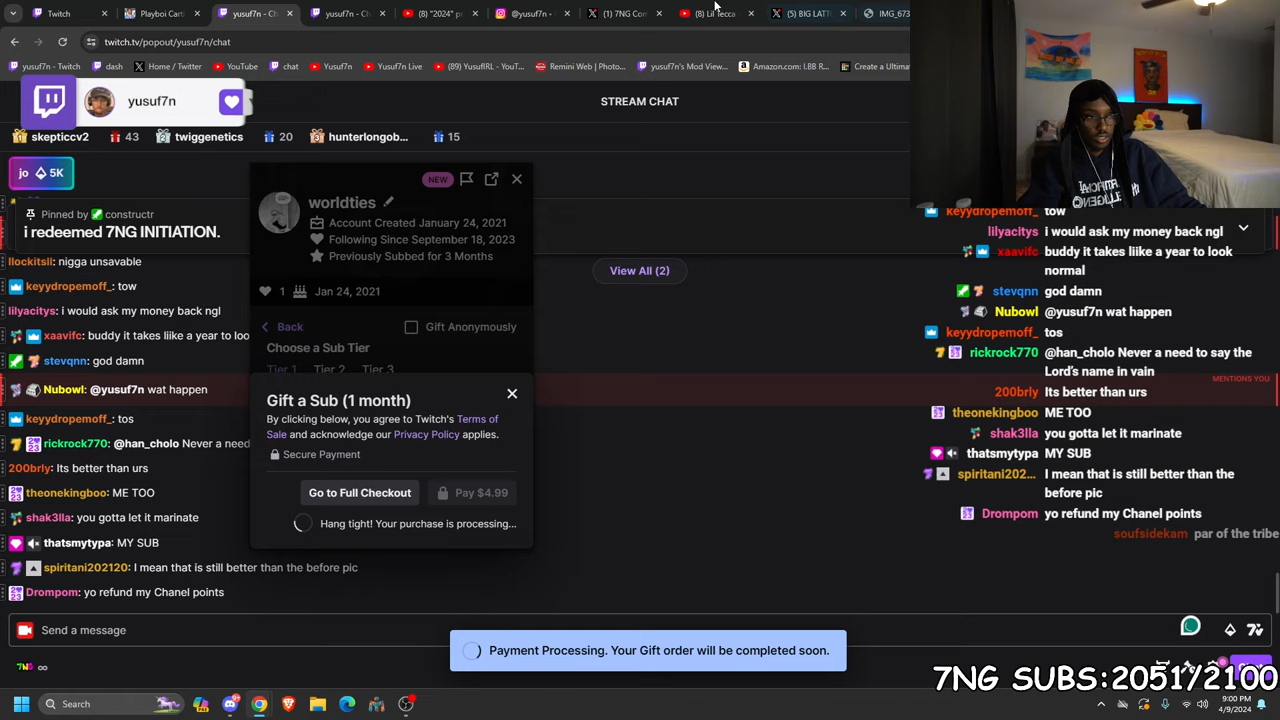 yusuf7n - Ch
Playboi Carti
yusuf7n - Ch
yusuf7n - Ch
(8) "2024" p
@yusuf7n •
(1) 7NG Con
(8) Lil Tecca
(5) BIG LATT
IMG_673
twitch.tv/popout/yusuf7n/chat
yusuf7n - Twitch
dash
Home / Twitter
YouTube
chat
Yusuf7n
Yusuf7n Live
(89) YusufIRL - YouT...
Remini Web | Photo...
yusuf7n's Mod View...
Amazon.com: LBB R...
Create a Ultima
yusuf7n
STREAM CHAT
skepticcv2
43
twiggenetics
20
hunterlongob...
15
jo 5K
Pinned by constructr
i redeemed 7NG INITIATION.
llockitsll: nigga unsavable
keyydropemoff_: tow
lilyacitys: i would ask my money back ngl
xaavifc: buddy it takes liike a year to loo
stevqnn: god damn
Nubowl: @yusuf7n wat happen
keyydropemoff_: tos
rickrock770: @han_cholo Never a need
200brly: Its better than urs
theonekingboo: ME TOO
shak3lla: you gotta let it marinate
thatsmytypa: MY SUB
spiritani202120: I mean that is still better than the before pic
Drompom: yo refund my Chanel points
NEW
worldties
Account Created January 24, 2021
Following Since September 18, 2023
Previously Subbed for 3 Months
1
Jan 24, 2021
Back
Gift Anonymously
Choose a Sub Tier
Tier 1 Tier 2 Tier 3
Gift a Sub (1 month)
By clicking below, you agree to Twitch's Terms of
Sale and acknowledge our Privacy Policy applies.
Secure Payment
Go to Full Checkout
Pay $4.99
Hang tight! Your purchase is processing...
View All (2)
keyydropemoff_ tow
lilyacitys i would ask my money back ngl
xaavifc buddy it takes liike a year to look
normal
stevqnn god damn
Nubowl @yusuf7n wat happen
keyydropemoff_ tos
rickrock770 @han_cholo Never a need to say the
Lord's name in vain
MENTIONS YOU
200brly Its better than urs
theonekingboo ME TOO
shak3lla you gotta let it marinate
thatsmytypa MY SUB
spiritani202... I mean that is still better than the
before pic
Drompom yo refund my Chanel points
soufsidekam par of the tribe
Send a message
Payment Processing. Your Gift order will be completed soon.
7NG SUBS:2051/2100
Search
9:00 PM
4/9/2024